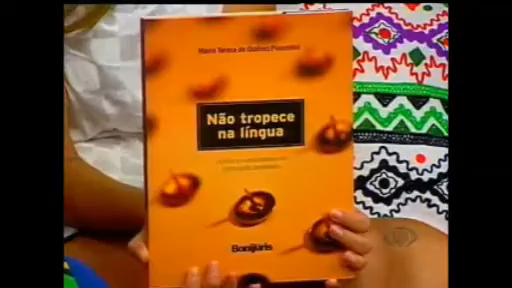 Maria Tereza de Queiroz Piacentini
Não tropece
na língua
Bonijuris